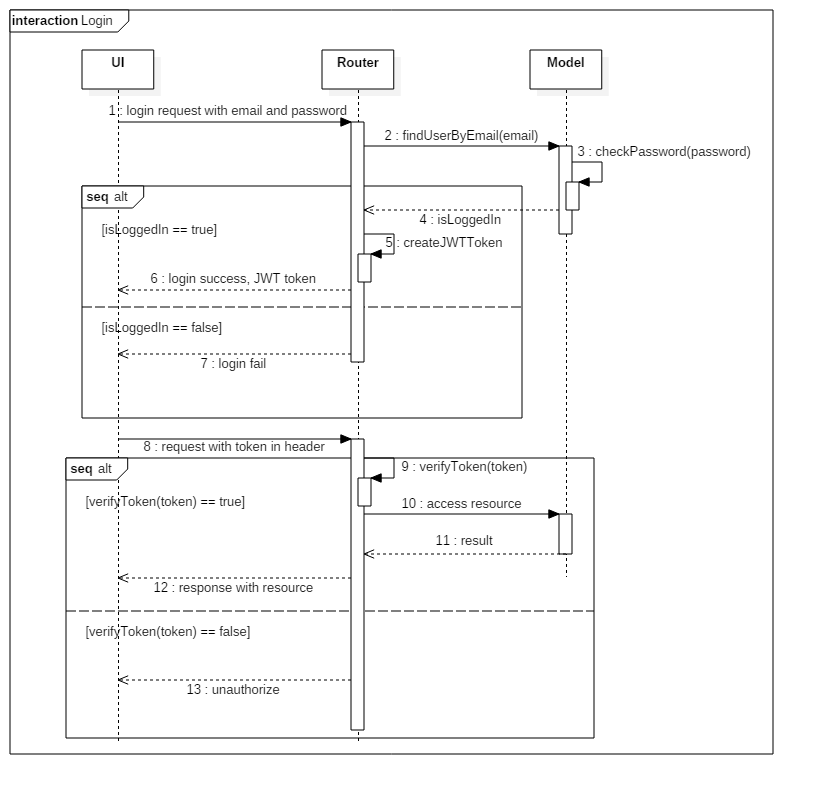 interaction Login
UI
Router
Model
1 : login request with email and password
2 : findUserByEmail(email)
3 : checkPassword(password)
seq alt
4 : isLoggedIn
[isLoggedIn == true]
5 : createJWTToken
6 : login success, JWT token
[isLoggedIn == false]
7 : login fail
8 : request with token in header
seq alt
9 : verifyToken(token)
[verifyToken(token) == true]
10 : access resource
11 : result
12 : response with resource
[verifyToken(token) == false]
13 : unauthorize